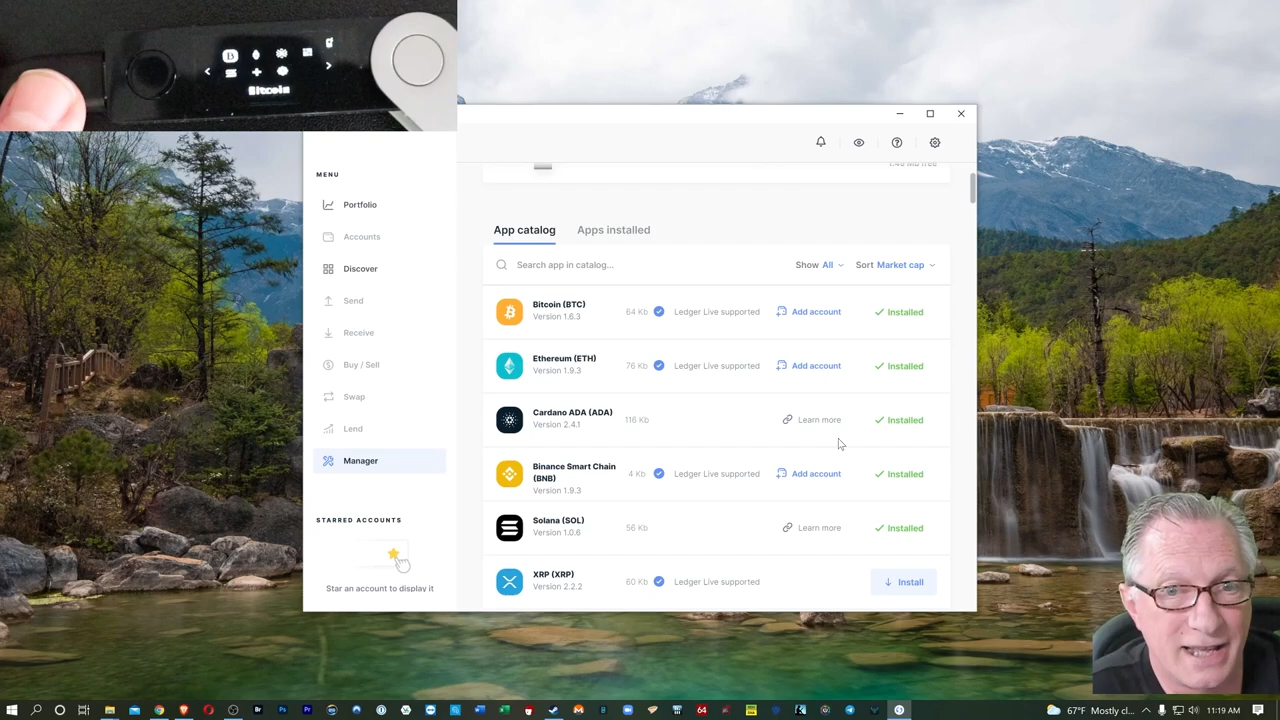 Bitcoin
1.48 Mb free
MENU
Portfolio
Accounts
Discover
Send
Receive
Buy / Sell
Swap
Lend
Manager
STARRED ACCOUNTS
Star an account to display it
App catalog Apps installed
Search app in catalog... Show All Sort Market cap
Bitcoin (BTC)
Version 1.6.3
64 Kb Ledger Live supported Add account Installed
Ethereum (ETH)
Version 1.9.3
76 Kb Ledger Live supported Add account Installed
Cardano ADA (ADA)
Version 2.4.1
116 Kb Learn more Installed
Binance Smart Chain
(BNB)
Version 1.9.3
4 Kb Ledger Live supported Add account Installed
Solana (SOL)
Version 1.0.6
56 Kb Learn more Installed
XRP (XRP)
Version 2.2.2
60 Kb Ledger Live supported Install
67°F Mostly c...
11:19 AM